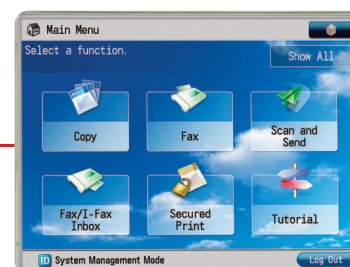 Main Menu
Select a function.
Show All
Copy
Fax
Scan and
Send
Fax/I-Fax
Inbox
Secured
Print
Tutorial
ID System Management Mode
Log Out